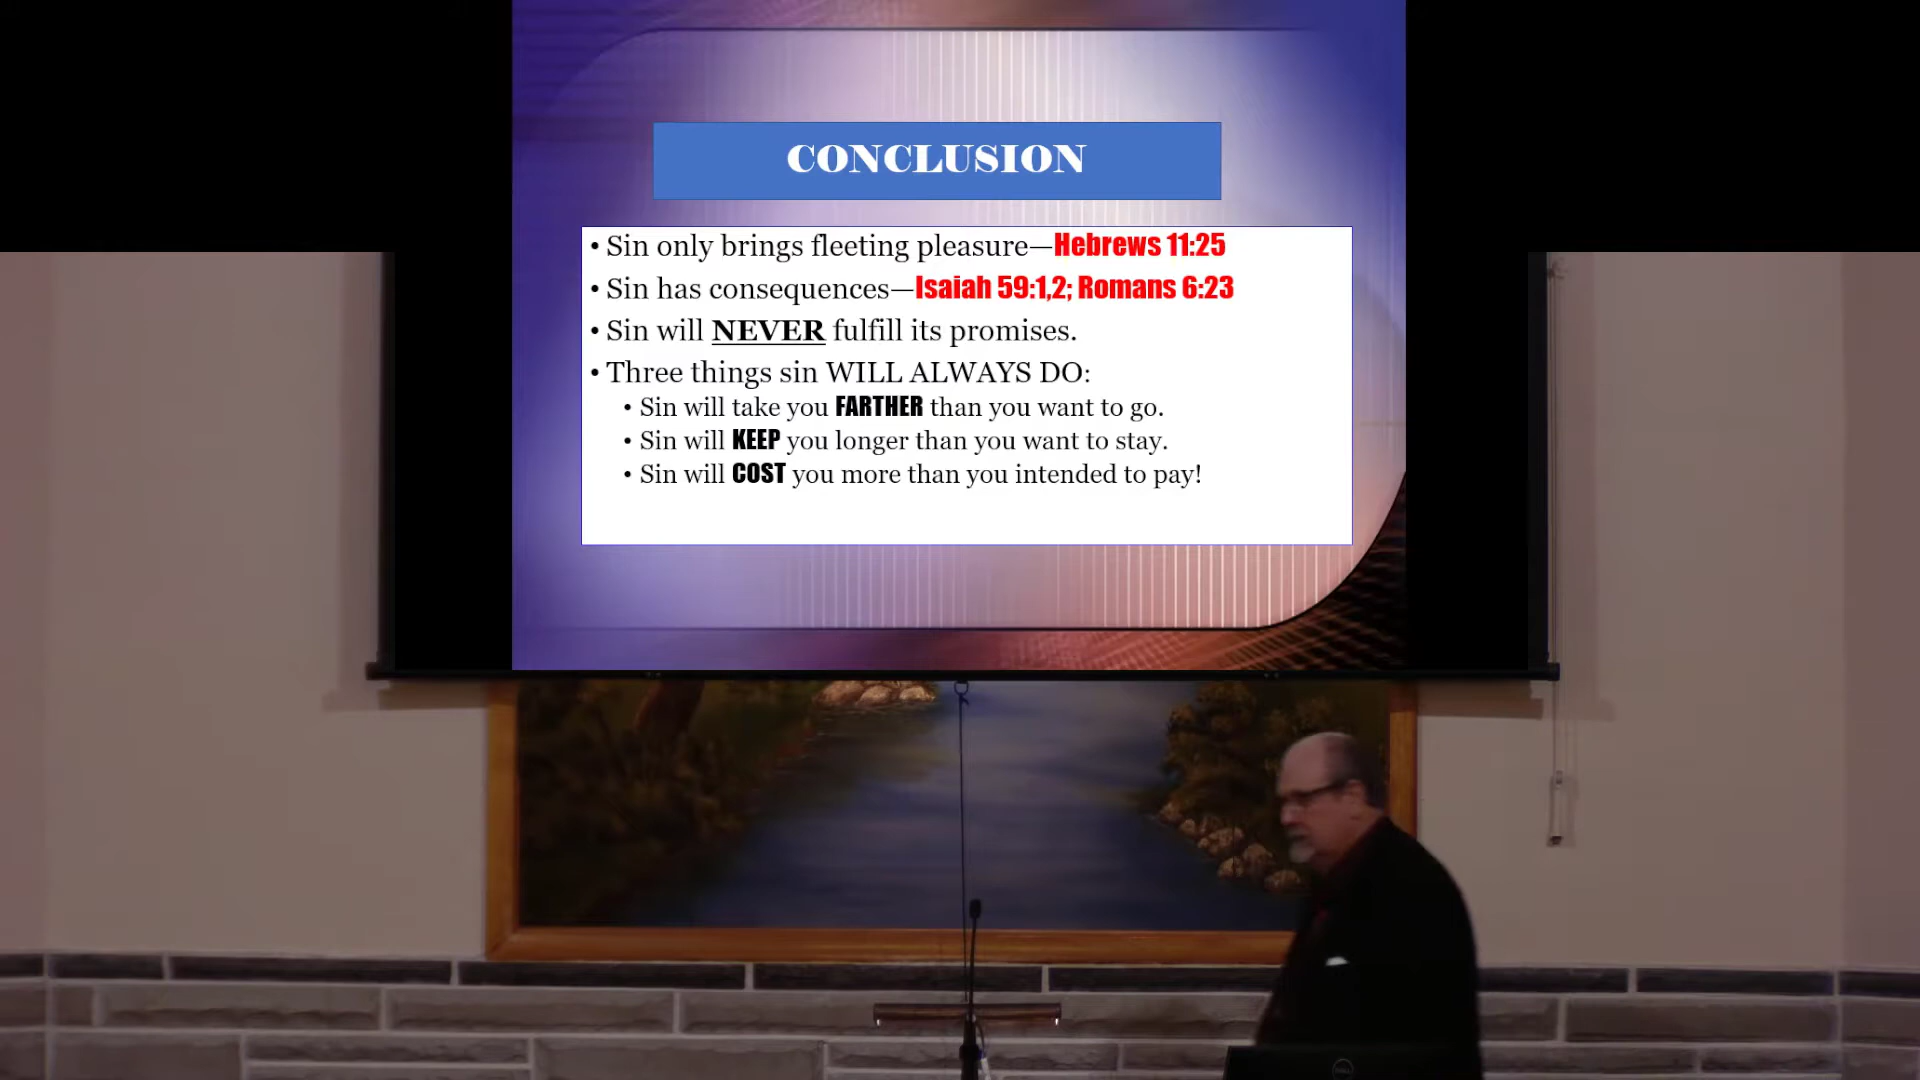 CONCLUSION
• Sin only brings fleeting pleasure—Hebrews 11:25
• Sin has consequences—Isaiah 59:1,2; Romans 6:23
• Sin will NEVER fulfill its promises.
• Three things sin WILL ALWAYS DO:
• Sin will take you FARTHER than you want to go.
• Sin will KEEP you longer than you want to stay.
• Sin will COST you more than you intended to pay!
DELL